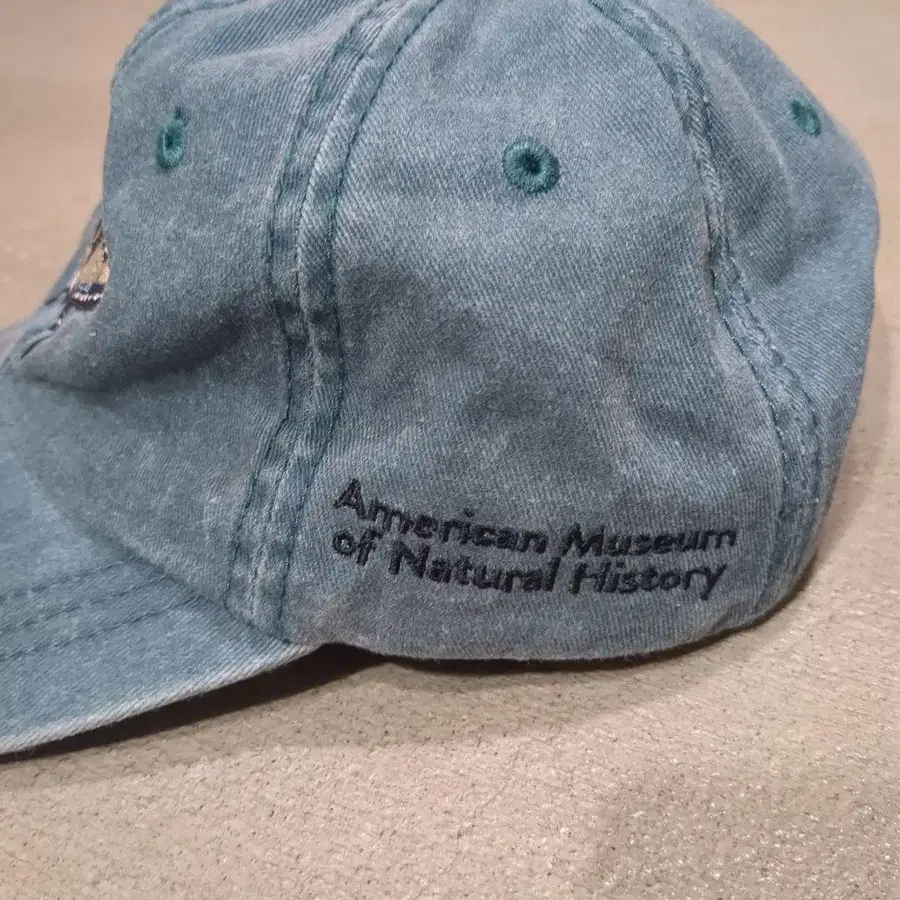 American Museum
of Natural History